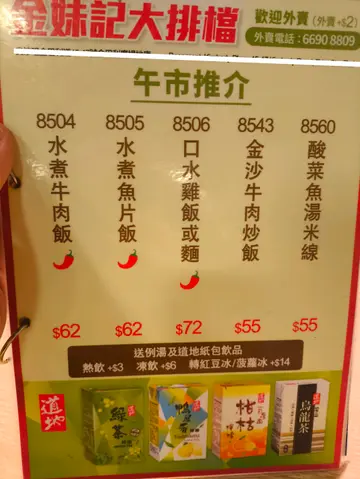 金妹記大排檔
歡迎外賣(外賣+$2)
外賣電話:6690 8809
午市推介
8504
水煮牛肉飯
$62
8505
水煮魚片飯
$62
8506
口水雞飯或麵
$72
8543
金沙牛肉炒飯
$55
8560
酸菜魚湯米線
$55
送例湯及道地紙包飲品
熱飲+$3 凍飲+$6 轉紅豆冰/菠蘿冰+$14
道地
綠茶
烏龍茶